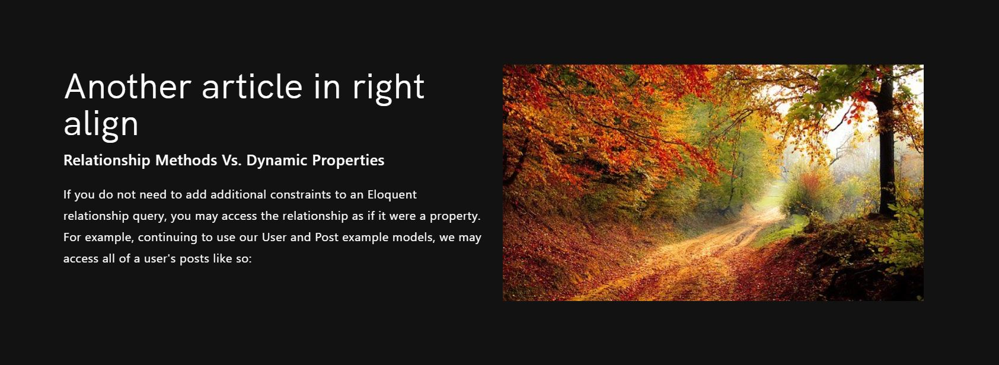 Another article in right
align
Relationship Methods Vs. Dynamic Properties
If you do not need to add additional constraints to an Eloquent
relationship query, you may access the relationship as if it were a property.
For example, continuing to use our User and Post example models, we may
access all of a user's posts like so: